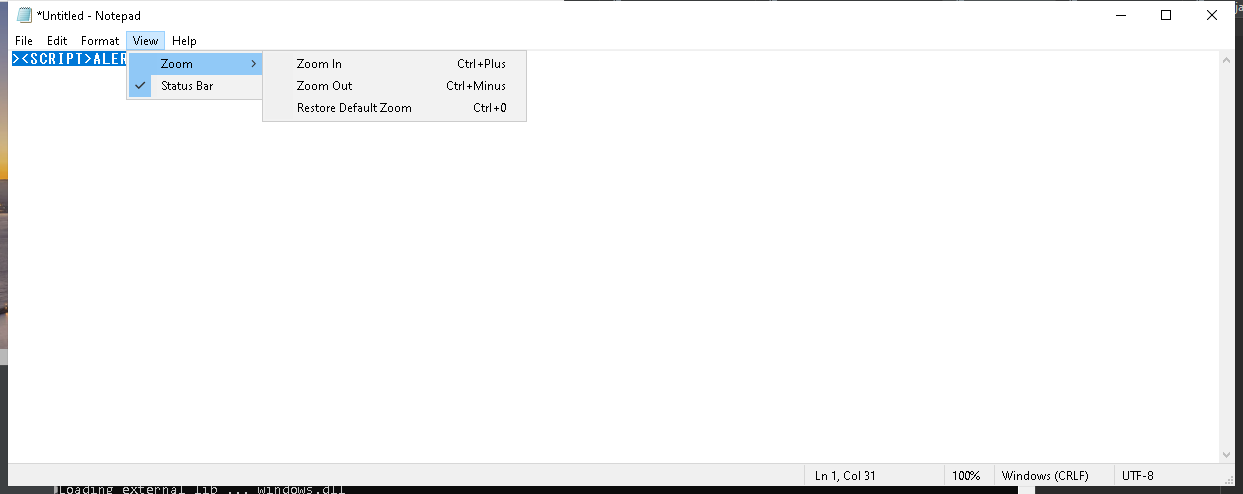 *Untitled - Notepad
File Edit Format View Help
><SCRIPT>ALER
Zoom
Status Bar
Zoom In Ctrl+Plus
Zoom Out Ctrl+Minus
Restore Default Zoom Ctrl+0
Ln 1, Col 31 100% Windows (CRLF) UTF-8
Loading external lib ... windows.dll